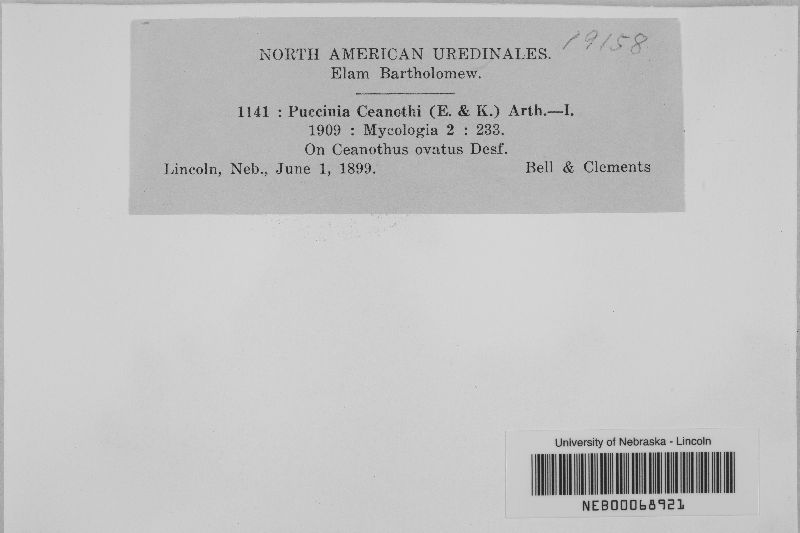 19158
NORTH AMERICAN UREDINALES.
Elam Bartholomew.
1141 : Puccinia Ceanothi (E. & K.) Arth.—I.
1909 : Mycologia 2 : 233.
On Ceanothus ovatus Desf.
Lincoln, Neb., June 1, 1899. Bell & Clements
University of Nebraska - Lincoln
NEB00068921